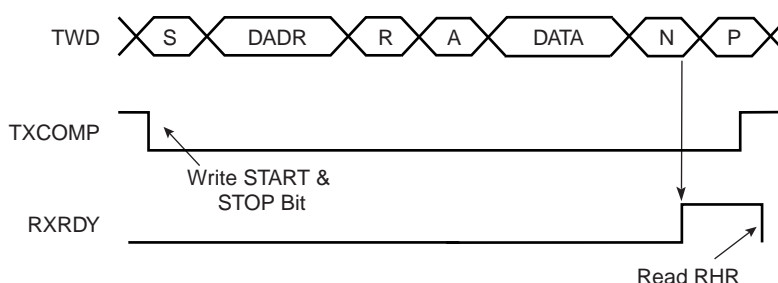 TWD S DADR R A DATA N P
TXCOMP
Write START &
STOP Bit
RXRDY
Read RHR